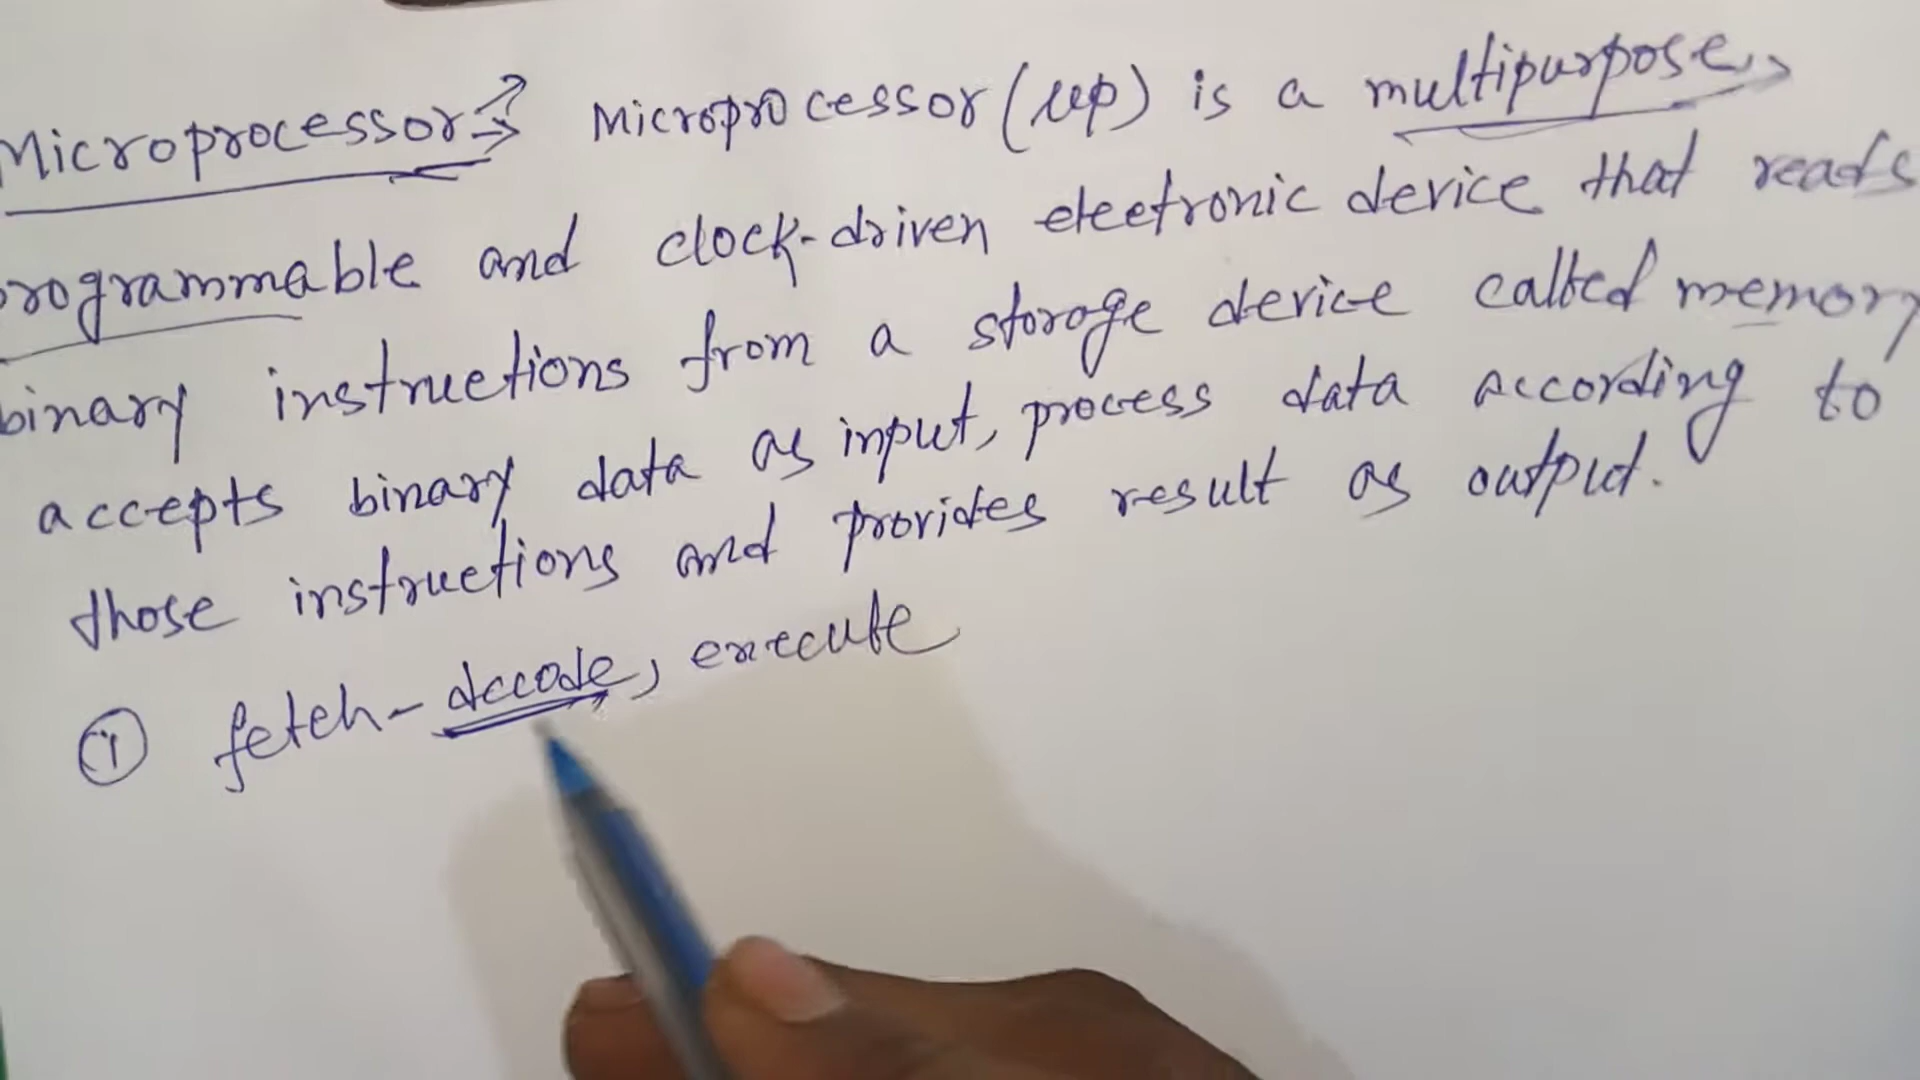 Microprocessor⇒ Microprocessor (μp) is a multipurpose,
programmable and clock-driven electronic device that reads
binary instructions from a storage device called memory
accepts binary data as input, process data according to
those instructions and provides result as output.
① fetch-decode, execute